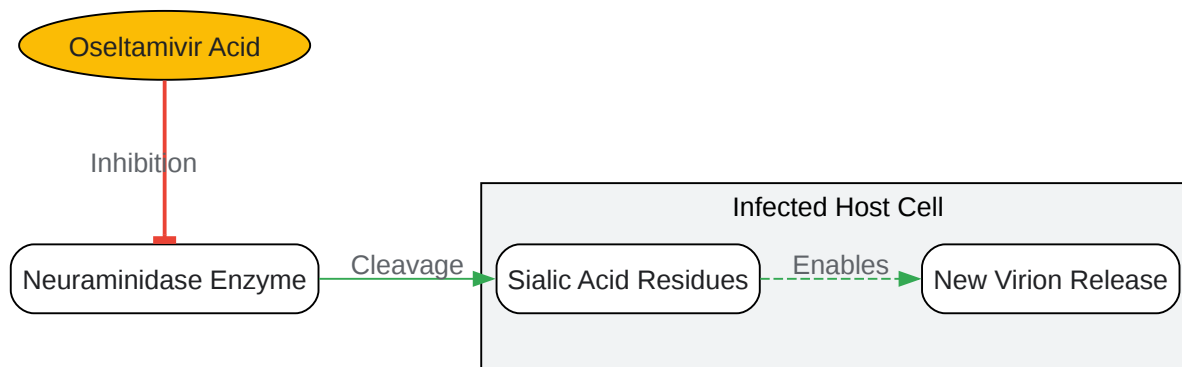 Oseltamivir Acid
Inhibition
Infected Host Cell
Neuraminidase Enzyme
Cleavage
Sialic Acid Residues
Enables
New Virion Release